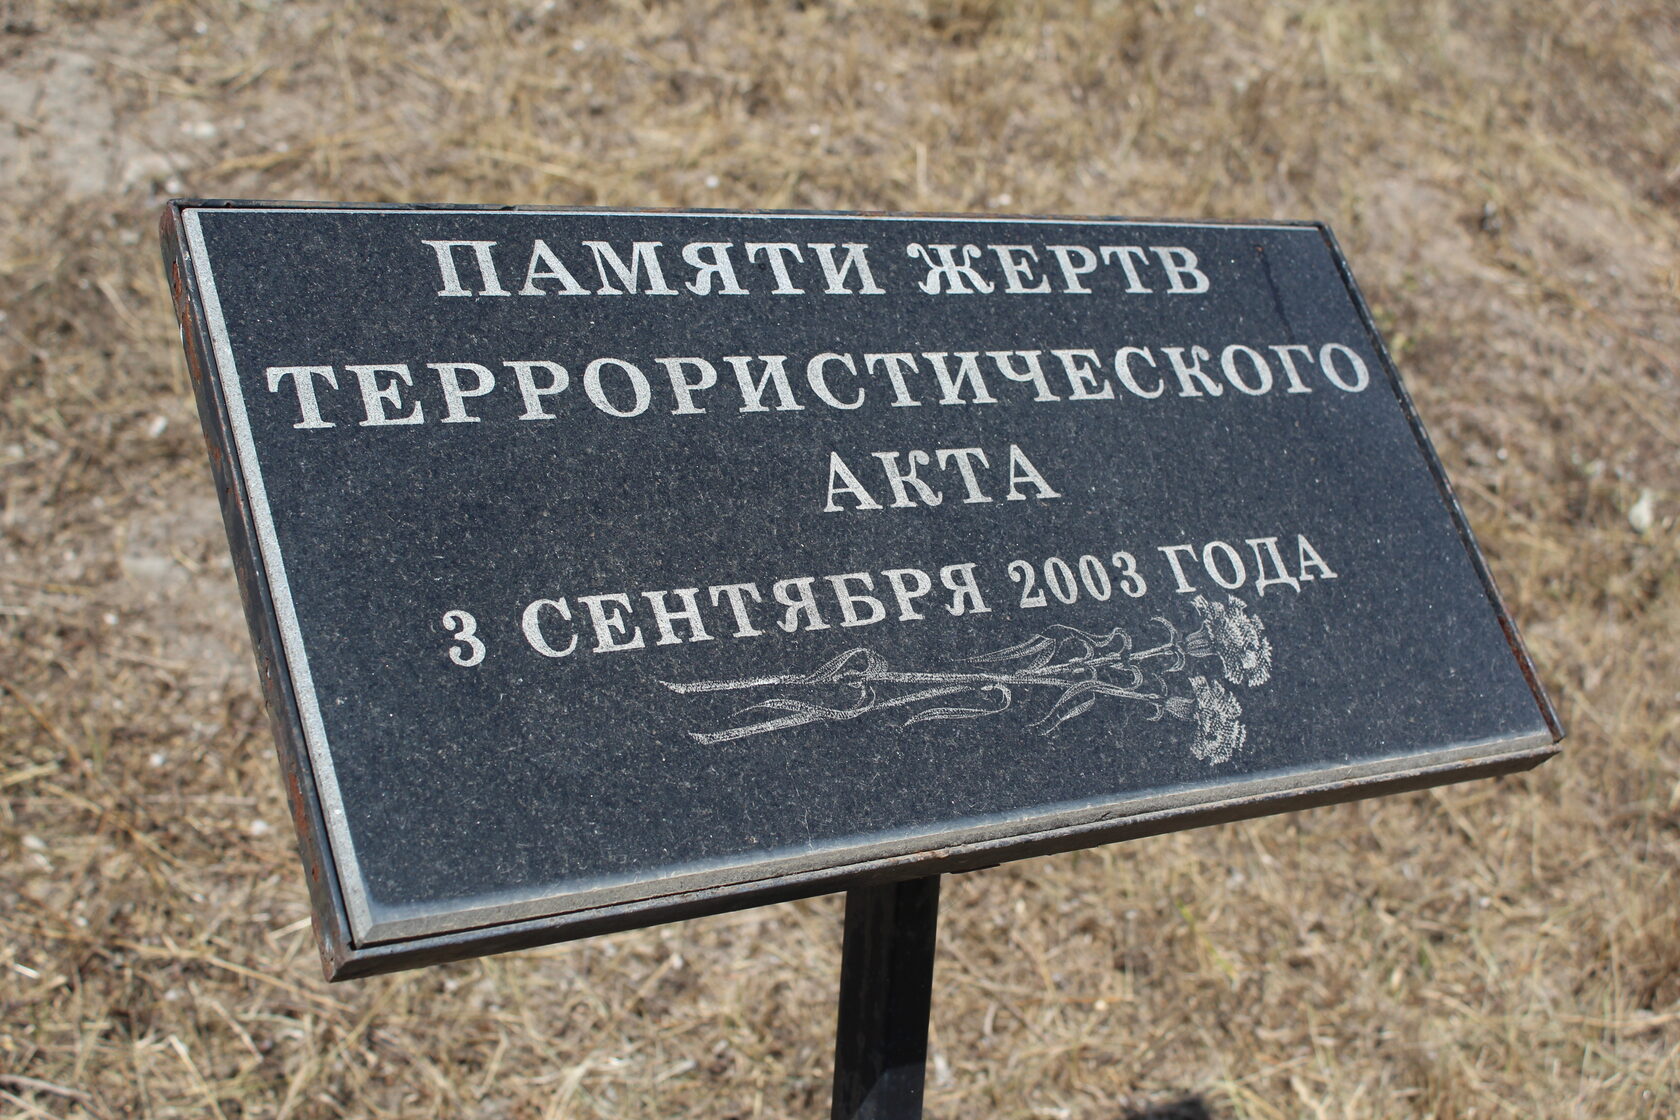 ПАМЯТИ ЖЕРТВ
ТЕРРОРИСТИЧЕСКОГО
АКТА
3 СЕНТЯБРЯ 2003 ГОДА